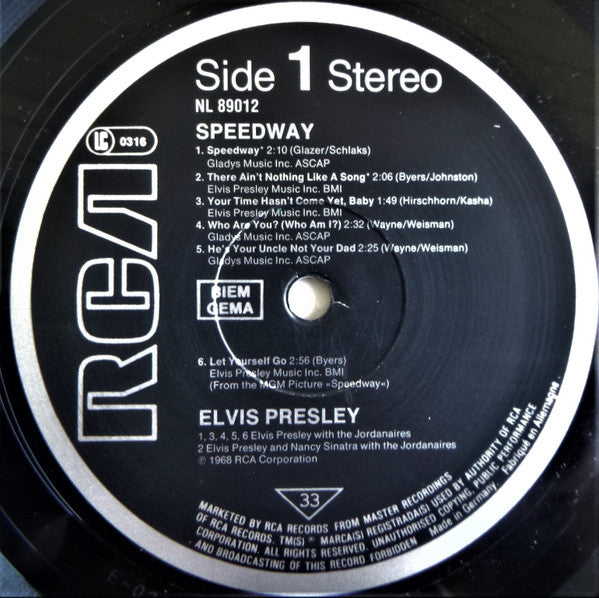 Side 1 Stereo
NL 89012
RCA
LC 0316
SPEEDWAY
1. Speedway* 2:10 (Glazer/Schlaks)
Gladys Music Inc. ASCAP
2. There Ain't Nothing Like A Song* 2:06 (Byers/Johnston)
Elvis Presley Music Inc. BMI
3. Your Time Hasn't Come Yet, Baby 1:49 (Hirschhorn/Kasha)
Elvis Presley Music Inc. BMI
4. Who Are You? (Who Am I?) 2:32 (Wayne/Weisman)
Gladys Music Inc. ASCAP
5. He's Your Uncle Not Your Dad 2:25 (Wayne/Weisman)
Gladys Music Inc. ASCAP
BIEM
GEMA
6. Let Yourself Go 2:56 (Byers)
Elvis Presley Music Inc. BMI
(From the MGM Picture »Speedway«)
ELVIS PRESLEY
1, 3, 4, 5, 6 Elvis Presley with the Jordanaires
2 Elvis Presley and Nancy Sinatra with the Jordanaires
℗ 1968 RCA Corporation
33
MARKETED BY RCA RECORDS FROM MASTER RECORDINGS
OF RCA RECORDS. TM(S)® MARCA(S) REGISTRADA(S) USED BY AUTHORITY OF RCA
CORPORATION. ALL RIGHTS RESERVED. UNAUTHORISED COPYING, PUBLIC PERFORMANCE
AND BROADCASTING OF THIS RECORD FORBIDDEN
Made in Germany. Fabriqué en Allemagne.